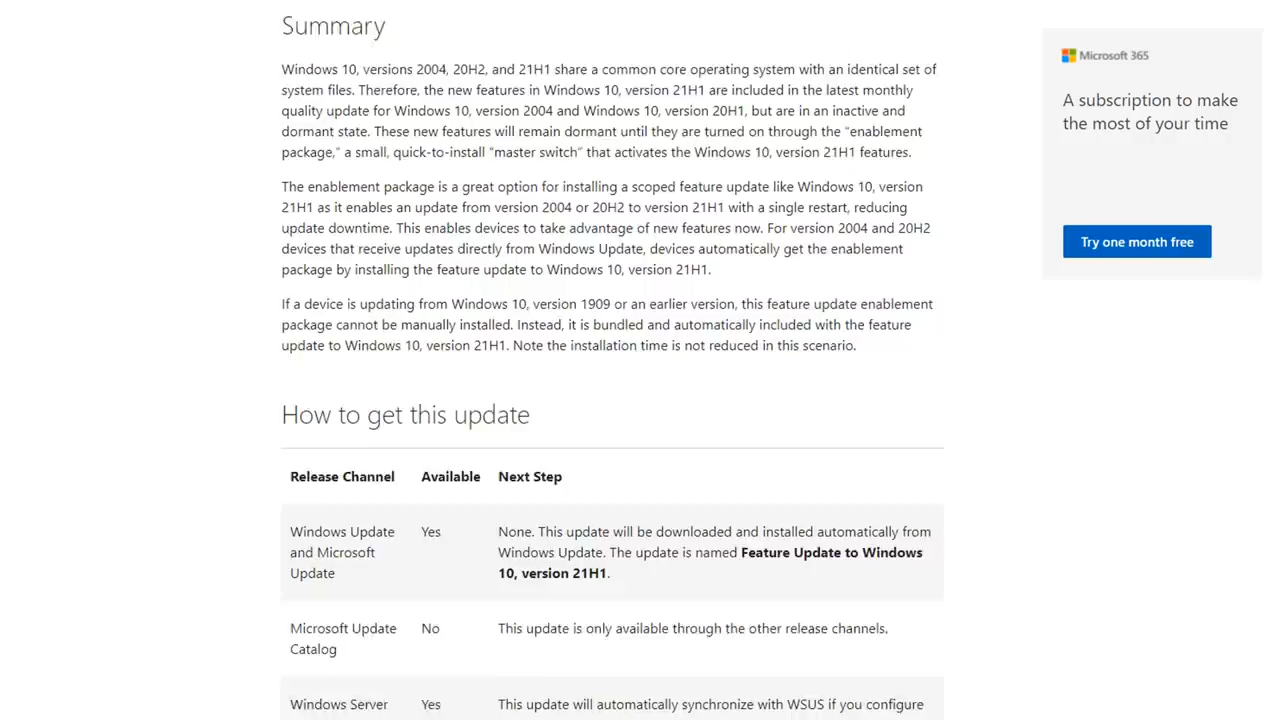 Summary
Windows 10, versions 2004, 20H2, and 21H1 share a common core operating system with an identical set of
system files. Therefore, the new features in Windows 10, version 21H1 are included in the latest monthly
quality update for Windows 10, version 2004 and Windows 10, version 20H1, but are in an inactive and
dormant state. These new features will remain dormant until they are turned on through the “enablement
package,” a small, quick-to-install “master switch” that activates the Windows 10, version 21H1 features.
The enablement package is a great option for installing a scoped feature update like Windows 10, version
21H1 as it enables an update from version 2004 or 20H2 to version 21H1 with a single restart, reducing
update downtime. This enables devices to take advantage of new features now. For version 2004 and 20H2
devices that receive updates directly from Windows Update, devices automatically get the enablement
package by installing the feature update to Windows 10, version 21H1.
If a device is updating from Windows 10, version 1909 or an earlier version, this feature update enablement
package cannot be manually installed. Instead, it is bundled and automatically included with the feature
update to Windows 10, version 21H1. Note the installation time is not reduced in this scenario.
How to get this update
Release Channel Available Next Step
Windows Update Yes None. This update will be downloaded and installed automatically from
and Microsoft Windows Update. The update is named Feature Update to Windows
Update 10, version 21H1.
Microsoft Update No This update is only available through the other release channels.
Catalog
Windows Server Yes This update will automatically synchronize with WSUS if you configure
Microsoft 365
A subscription to make
the most of your time
Try one month free